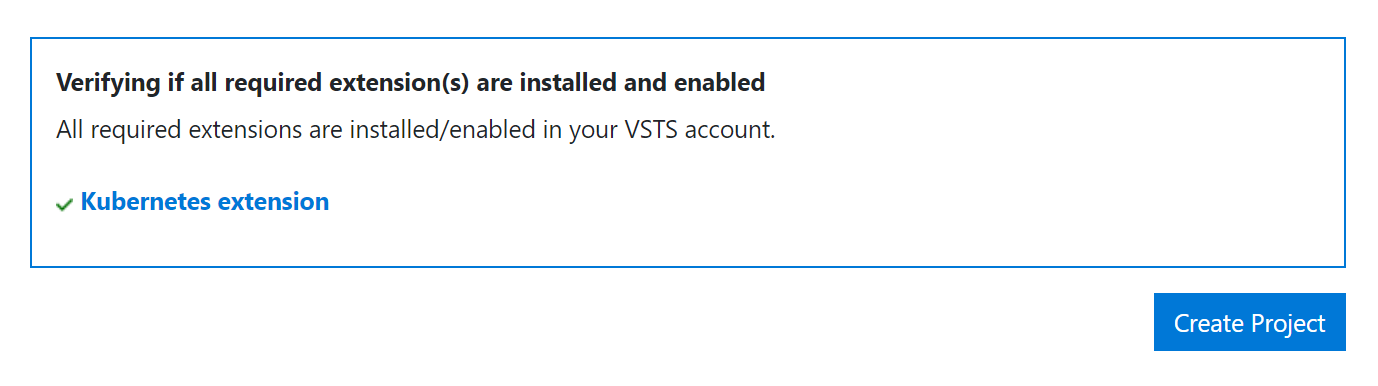 Verifying if all required extension(s) are installed and enabled
All required extensions are installed/enabled in your VSTS account.
Kubernetes extension
Create Project